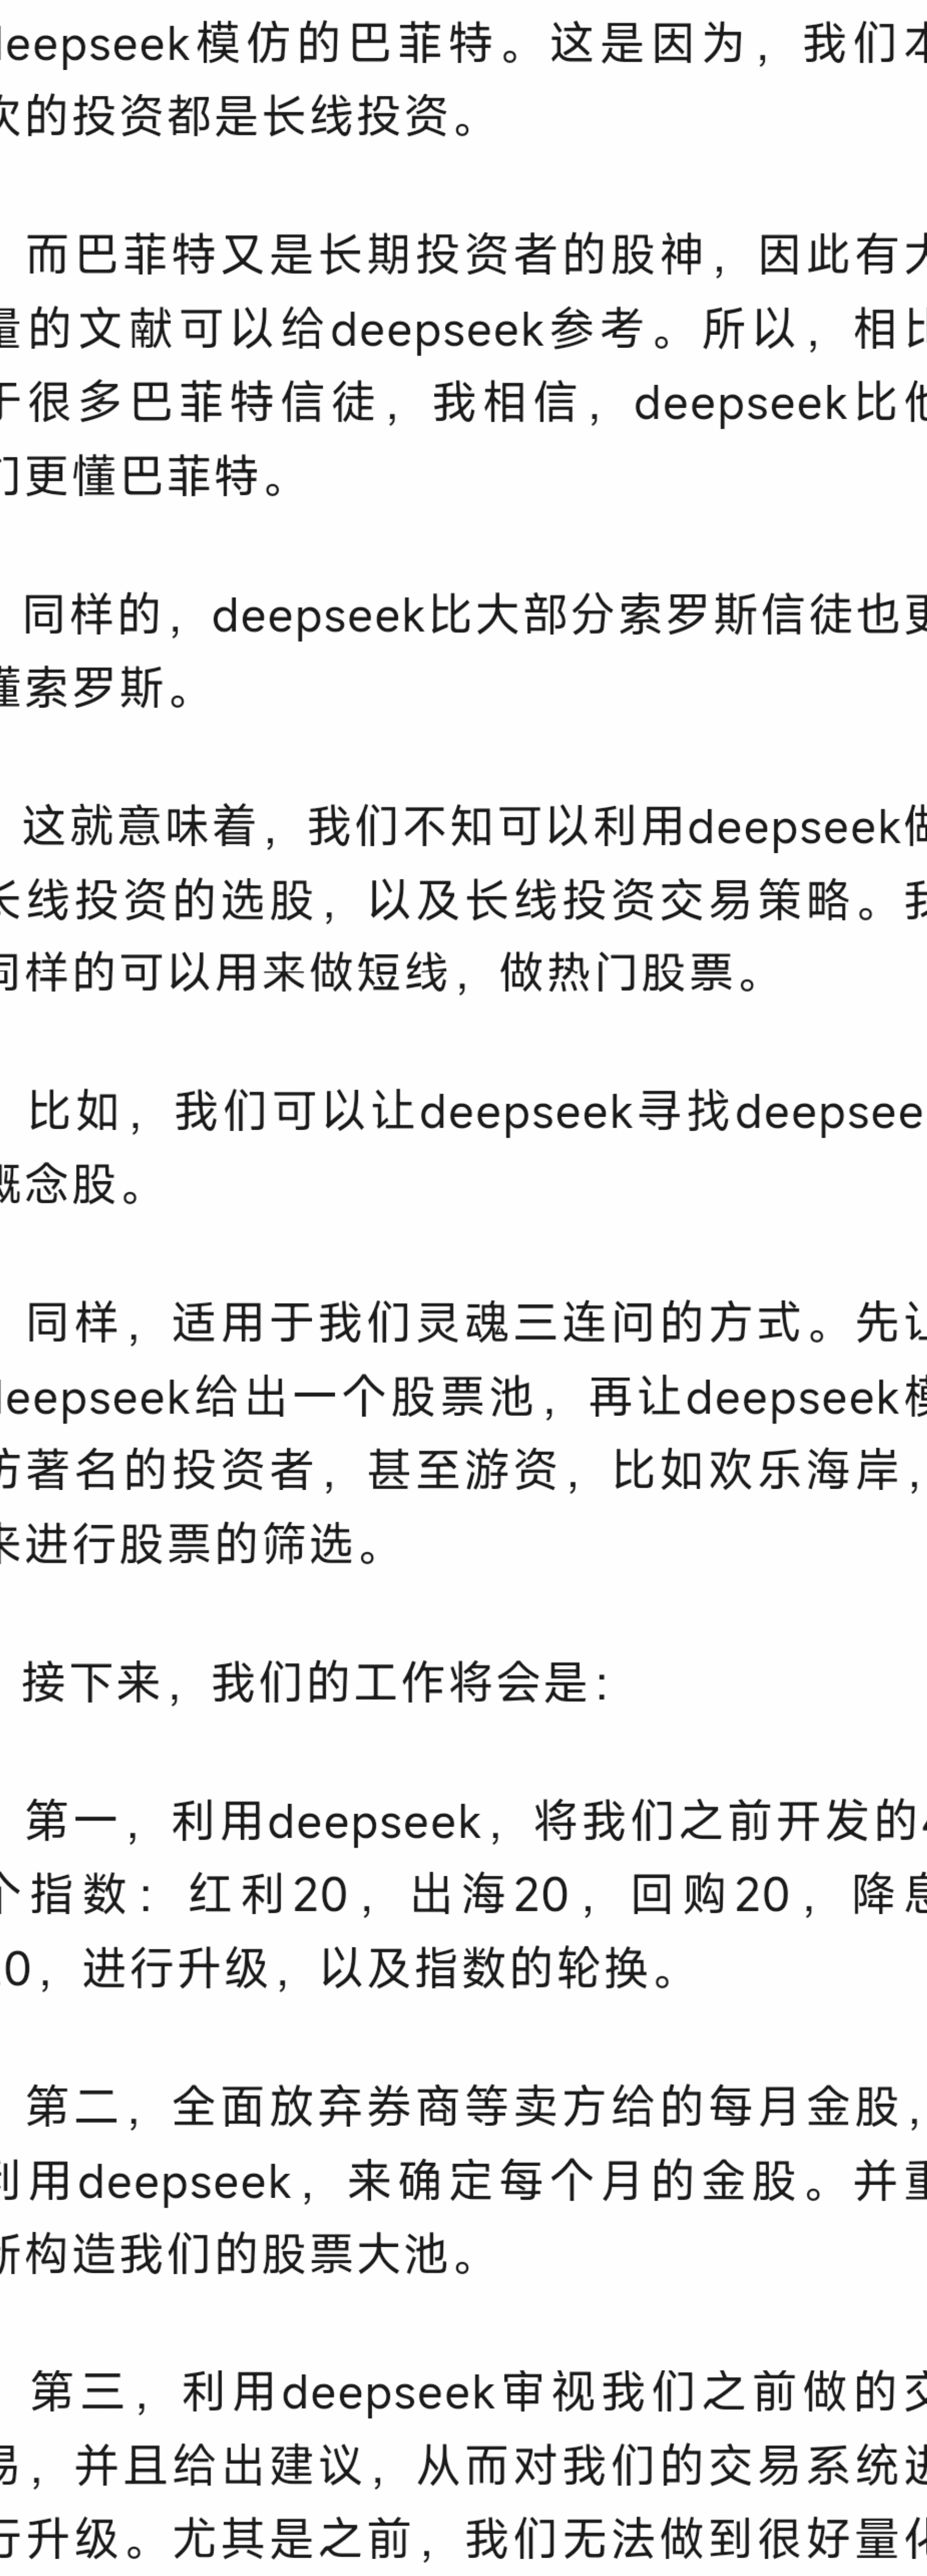 deepseek模仿的巴菲特。这是因为，我们本
次的投资都是长线投资。
而巴菲特又是长期投资者的股神，因此有大
量的文献可以给deepseek参考。所以，相比
于很多巴菲特信徒，我相信，deepseek比他
们更懂巴菲特。
同样的，deepseek比大部分索罗斯信徒也更
懂索罗斯。
这就意味着，我们不知可以利用deepseek做
长线投资的选股，以及长线投资交易策略。我
同样的可以用来做短线，做热门股票。
比如，我们可以让deepseek寻找deepsee
概念股。
同样，适用于我们灵魂三连问的方式。先让
deepseek给出一个股票池，再让deepseek模
仿著名的投资者，甚至游资，比如欢乐海岸，
来进行股票的筛选。
接下来，我们的工作将会是：
第一，利用deepseek，将我们之前开发的4
个指数：红利20，出海20，回购20，降息
20，进行升级，以及指数的轮换。
第二，全面放弃券商等卖方给的每月金股，
利用deepseek，来确定每个月的金股。并重
新构造我们的股票大池。
第三，利用deepseek审视我们之前做的交
易，并且给出建议，从而对我们的交易系统进
行升级。尤其是之前，我们无法做到很好量化